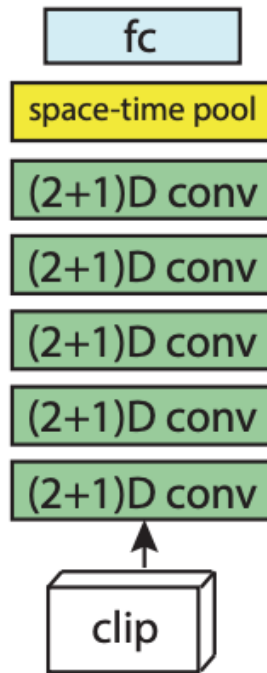 fc
space-time pool
(2+1)D conv
(2+1)D conv
(2+1)D conv
(2+1)D conv
(2+1)D conv
clip